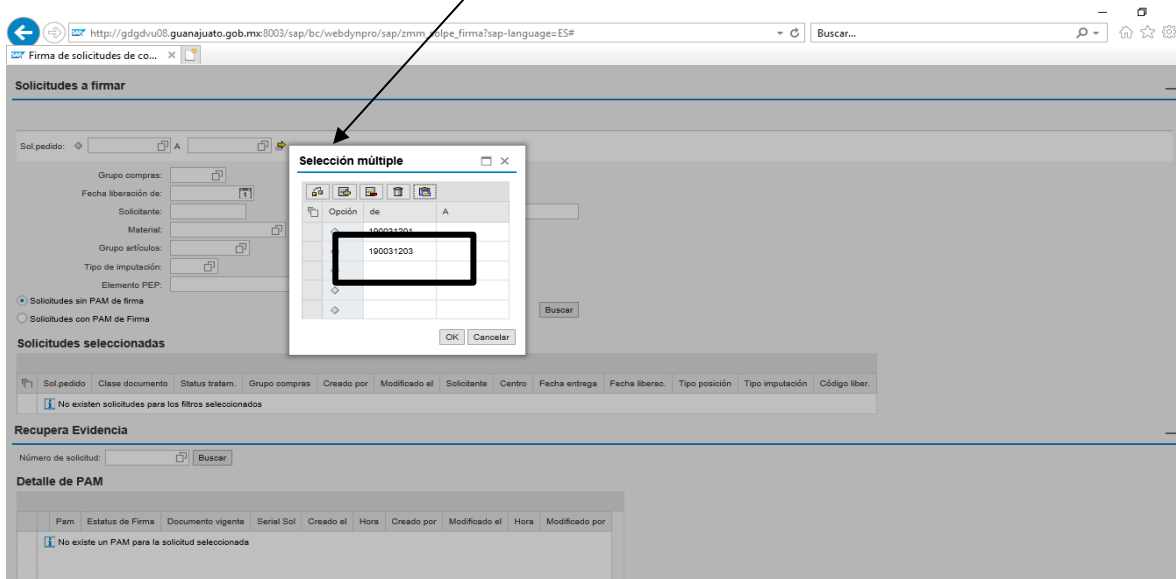 http://gdgdvu08.guanajuato.gob.mx:8003/sap/bc/webdynpro/sap/zmm_solpe_firma?sap-language=ES#
Buscar...
Firma de solicitudes de co...
Solicitudes a firmar
Sol.pedido: A
Selección múltiple
Grupo compras:
Fecha liberación de:
Opción de A
Solicitante:
Material:
190031201
Grupo artículos:
190031203
Tipo de imputación:
Elemento PEP:
Solicitudes sin PAM de firma
Buscar
Solicitudes con PAM de Firma
OK Cancelar
Solicitudes seleccionadas
Sol.pedido Clase documento Status tratam. Grupo compras Creado por Modificado el Solicitante Centro Fecha entrega Fecha liberac. Tipo posición Tipo imputación Código liber.
No existen solicitudes para los filtros seleccionados
Recupera Evidencia
Número de solicitud: Buscar
Detalle de PAM
Pam Estatus de Firma Documento vigente Serial Sol Creado el Hora Creado por Modificado el Hora Modificado por
No existe un PAM para la solicitud seleccionada